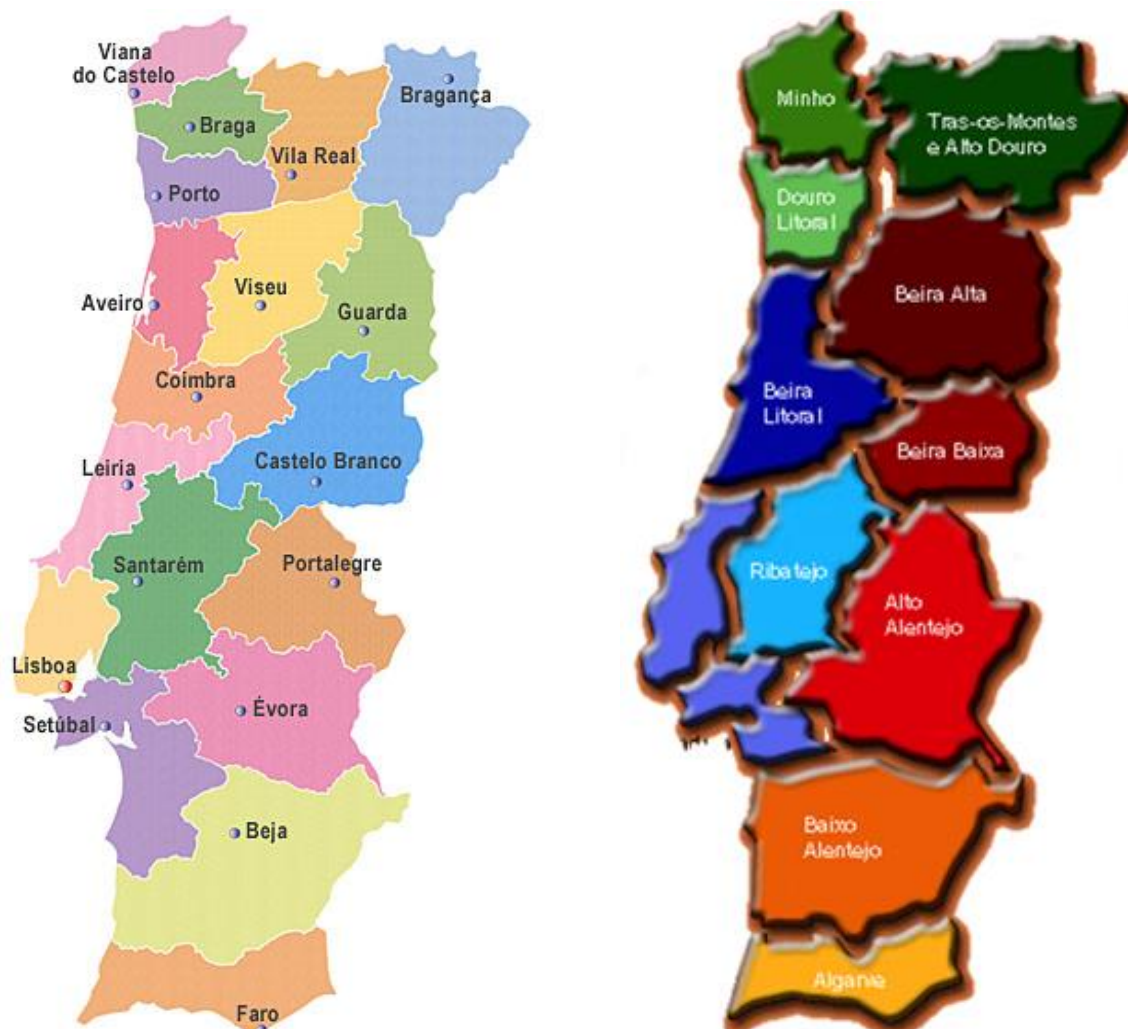 Viana
do Castelo
Bragança
Braga
Vila Real
Porto
Aveiro
Viseu
Guarda
Coimbra
Leiria
Castelo Branco
Santarém
Portalegre
Lisboa
Setúbal
Évora
Beja
Faro
Minho
Tras-os-Montes
e Alto Douro
Douro
Litoral
Beira Alta
Beira
Litoral
Beira Baixa
Ribatejo
Alto
Alentejo
Baixo
Alentejo
Algarve